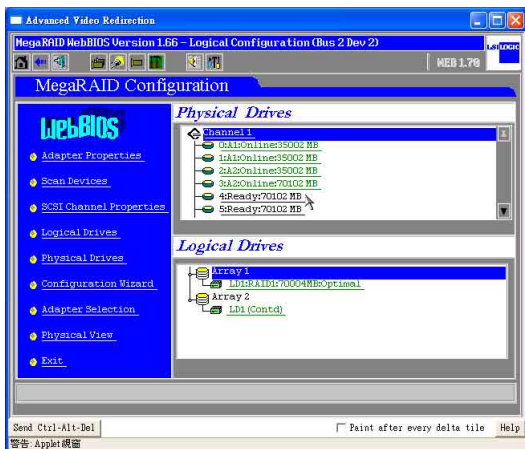 Advanced Video Redirection
MegaRAID WebBIOS Version 1.66 - Logical Configuration (Bus 2 Dev 2)
LSI LOGIC
WEB 1.70
MegaRAID Configuration
WebBIOS
Adapter Properties
Scan Devices
SCSI Channel Properties
Logical Drives
Physical Drives
Configuration Wizard
Adapter Selection
Physical View
Exit
Physical Drives
Channel 1
0:A1:Online:35002 MB
1:A1:Online:35002 MB
2:A2:Online:35002 MB
3:A2:Online:70102 MB
4:Ready:70102 MB
5:Ready:70102 MB
Logical Drives
Array 1
LD1:RAID1:70004MB:Optimal
Array 2
LD1 (Contd)
Send Ctrl-Alt-Del
Paint after every delta tile
Help
警告: Applet 視窗